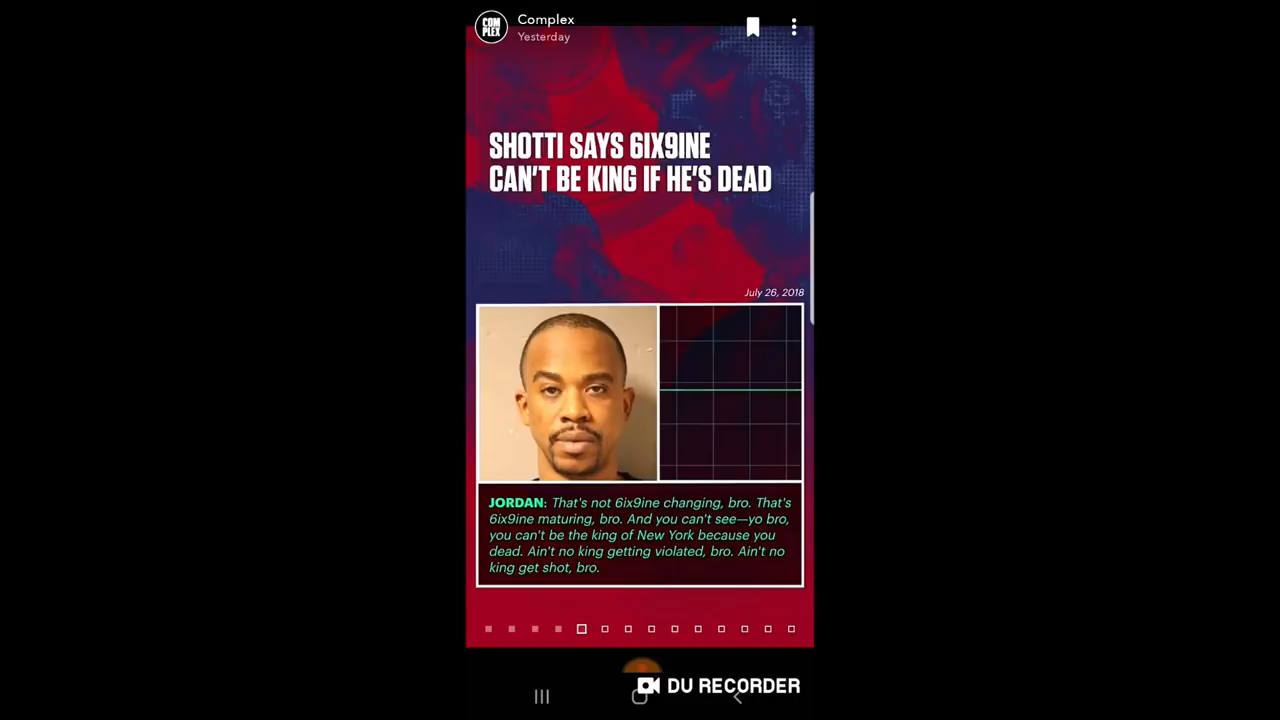 COM
PLEX
Complex
Yesterday
SHOTTI SAYS 6IX9INE
CAN'T BE KING IF HE'S DEAD
July 26, 2018
JORDAN: That's not 6ix9ine changing, bro. That's
6ix9ine maturing, bro. And you can't see—yo bro,
you can't be the king of New York because you
dead. Ain't no king getting violated, bro. Ain't no
king get shot, bro.
DU RECORDER